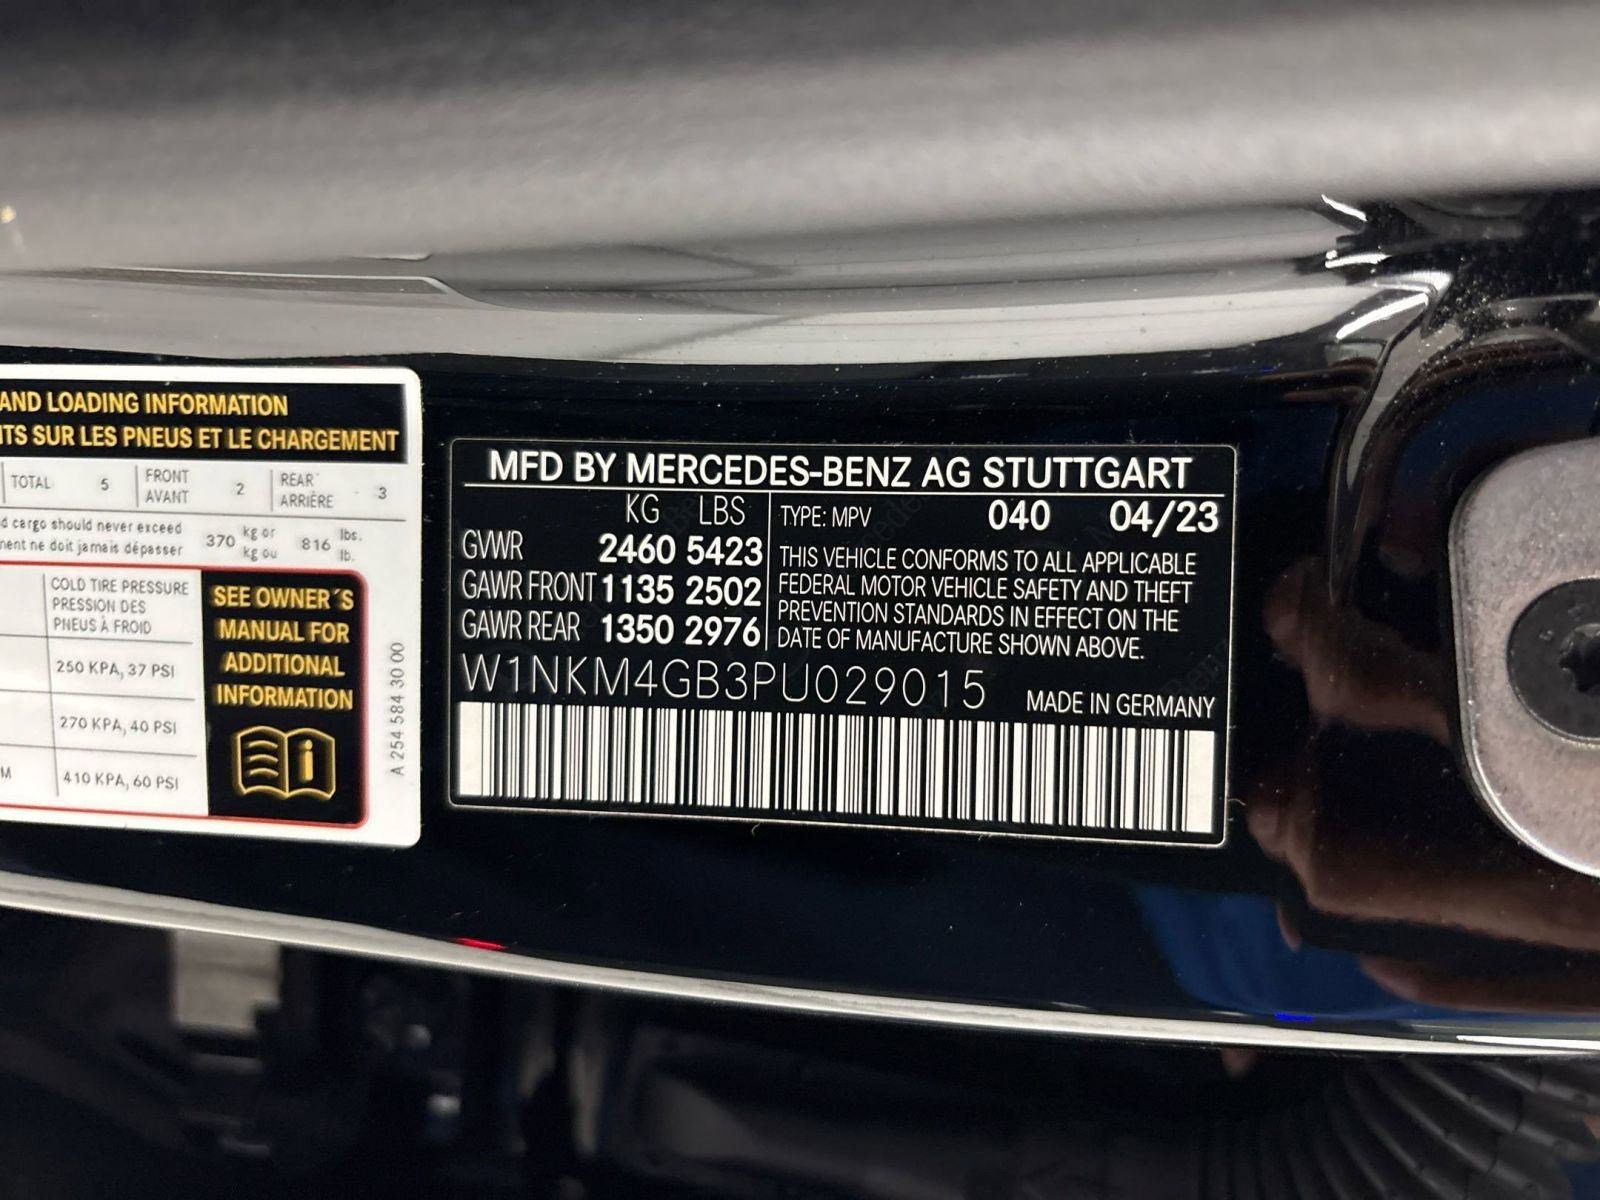 AND LOADING INFORMATION
SUR LES PNEUS ET LE CHARGEMENT
TOTAL 5 FRONT AVANT 2 REAR ARRIÈRE 3
cargo should never exceed
ne doit jamais dépasser
370 kg or kg ou 816 lbs. lb.
COLD TIRE PRESSURE
PRESSION DES
PNEUS À FROID
250 KPA, 37 PSI
270 KPA, 40 PSI
410 KPA, 60 PSI
SEE OWNER´S
MANUAL FOR
ADDITIONAL
INFORMATION
A 254 584 30 00
MFD BY MERCEDES-BENZ AG STUTTGART
KG LBS
GVWR 2460 5423
GAWR FRONT 1135 2502
GAWR REAR 1350 2976
TYPE: MPV 040 04/23
THIS VEHICLE CONFORMS TO ALL APPLICABLE
FEDERAL MOTOR VEHICLE SAFETY AND THEFT
PREVENTION STANDARDS IN EFFECT ON THE
DATE OF MANUFACTURE SHOWN ABOVE.
W1NKM4GB3PU029015
MADE IN GERMANY